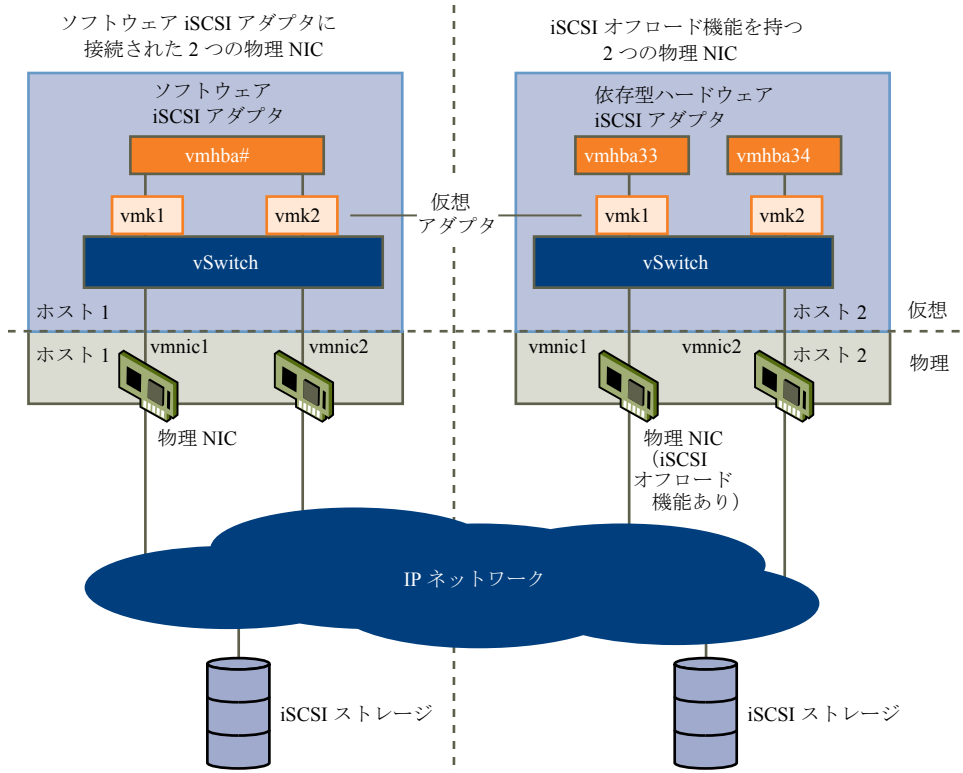 ソフトウェア iSCSI アダプタに
接続された 2 つの物理 NIC
iSCSI オフロード機能を持つ
2 つの物理 NIC
ソフトウェア
iSCSI アダプタ
依存型ハードウェア
iSCSI アダプタ
vmhba#
vmhba33
vmhba34
vmk1
vmk2
仮想
アダプタ
vmk1
vmk2
vSwitch
vSwitch
ホスト 1
ホスト 2
仮想
ホスト 1
vmnic1
vmnic2
vmnic1
vmnic2
ホスト 2
物理
物理 NIC
物理 NIC
（iSCSI
オフロード
機能あり）
IP ネットワーク
iSCSI ストレージ
iSCSI ストレージ